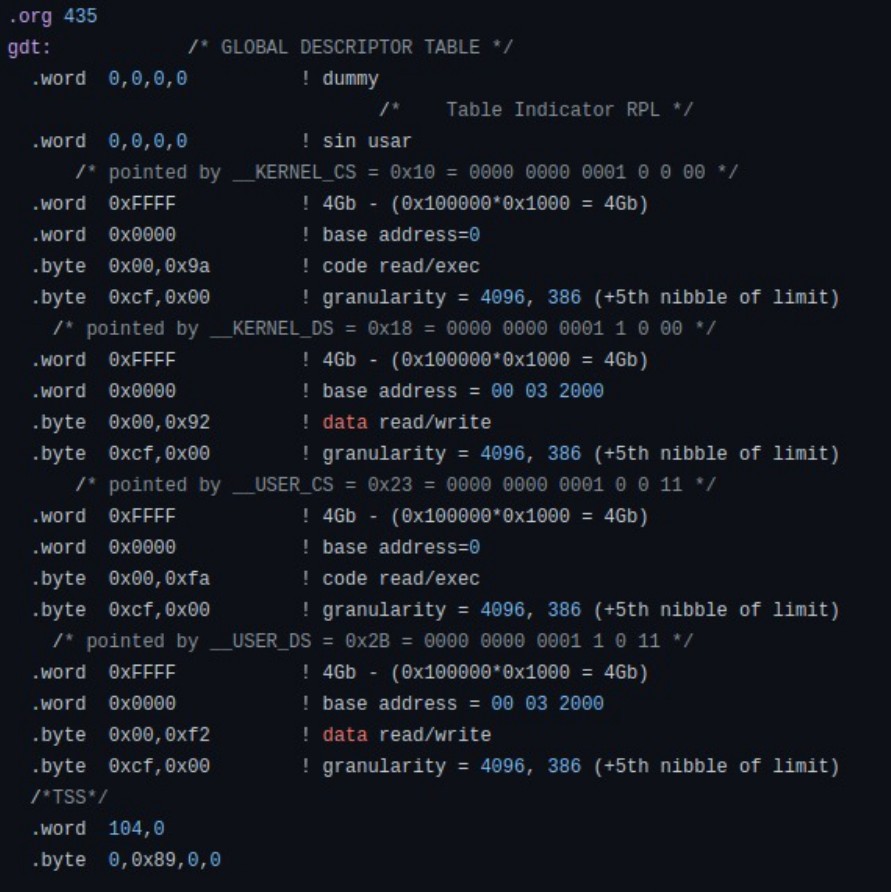 .org 435
gdt: /* GLOBAL DESCRIPTOR TABLE */
.word 0,0,0,0 ! dummy
/* Table Indicator RPL */
.word 0,0,0,0 ! sin usar
/* pointed by __KERNEL_CS = 0x10 = 0000 0000 0001 0 0 00 */
.word 0xFFFF ! 4Gb - (0x100000*0x1000 = 4Gb)
.word 0x0000 ! base address=0
.byte 0x00,0x9a ! code read/exec
.byte 0xcf,0x00 ! granularity = 4096, 386 (+5th nibble of limit)
/* pointed by __KERNEL_DS = 0x18 = 0000 0000 0001 1 0 00 */
.word 0xFFFF ! 4Gb - (0x100000*0x1000 = 4Gb)
.word 0x0000 ! base address = 00 03 2000
.byte 0x00,0x92 ! data read/write
.byte 0xcf,0x00 ! granularity = 4096, 386 (+5th nibble of limit)
/* pointed by __USER_CS = 0x23 = 0000 0000 0001 0 0 11 */
.word 0xFFFF ! 4Gb - (0x100000*0x1000 = 4Gb)
.word 0x0000 ! base address=0
.byte 0x00,0xfa ! code read/exec
.byte 0xcf,0x00 ! granularity = 4096, 386 (+5th nibble of limit)
/* pointed by __USER_DS = 0x2B = 0000 0000 0001 1 0 11 */
.word 0xFFFF ! 4Gb - (0x100000*0x1000 = 4Gb)
.word 0x0000 ! base address = 00 03 2000
.byte 0x00,0xf2 ! data read/write
.byte 0xcf,0x00 ! granularity = 4096, 386 (+5th nibble of limit)
/*TSS*/
.word 104,0
.byte 0,0x89,0,0